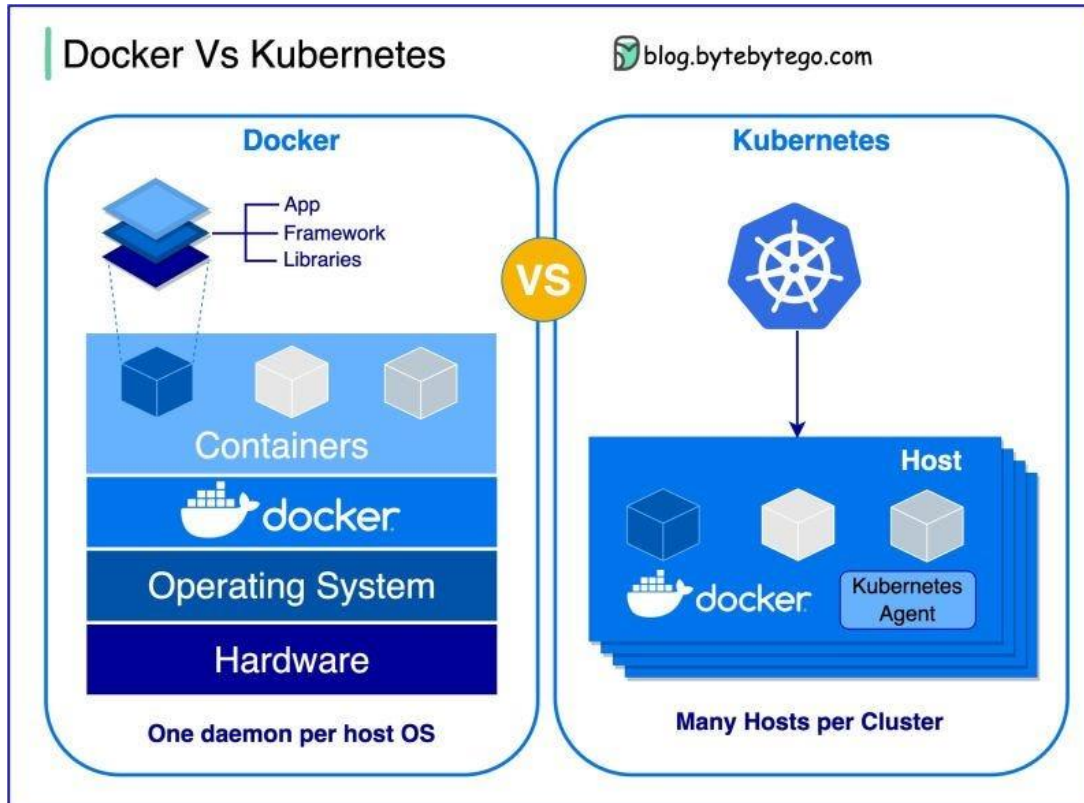 Docker Vs Kubernetes
blog.bytebytego.com
Docker
App
Framework
Libraries
Containers
docker
Operating System
Hardware
One daemon per host OS
VS
Kubernetes
Host
docker
Kubernetes
Agent
Many Hosts per Cluster